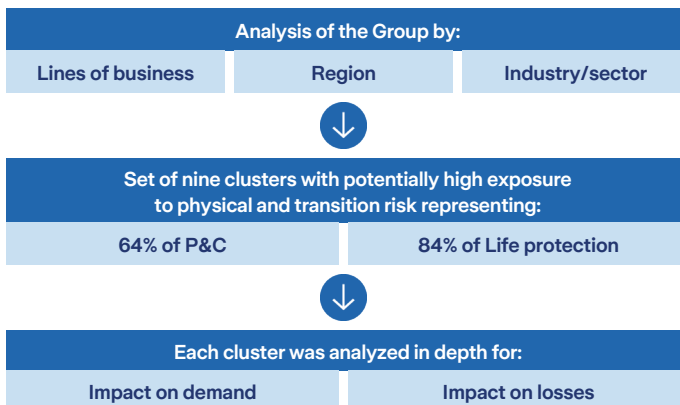 Analysis of the Group by:
Lines of business
Region
Industry/sector
Set of nine clusters with potentially high exposure
to physical and transition risk representing:
64% of P&C
84% of Life protection
Each cluster was analyzed in depth for:
Impact on demand
Impact on losses